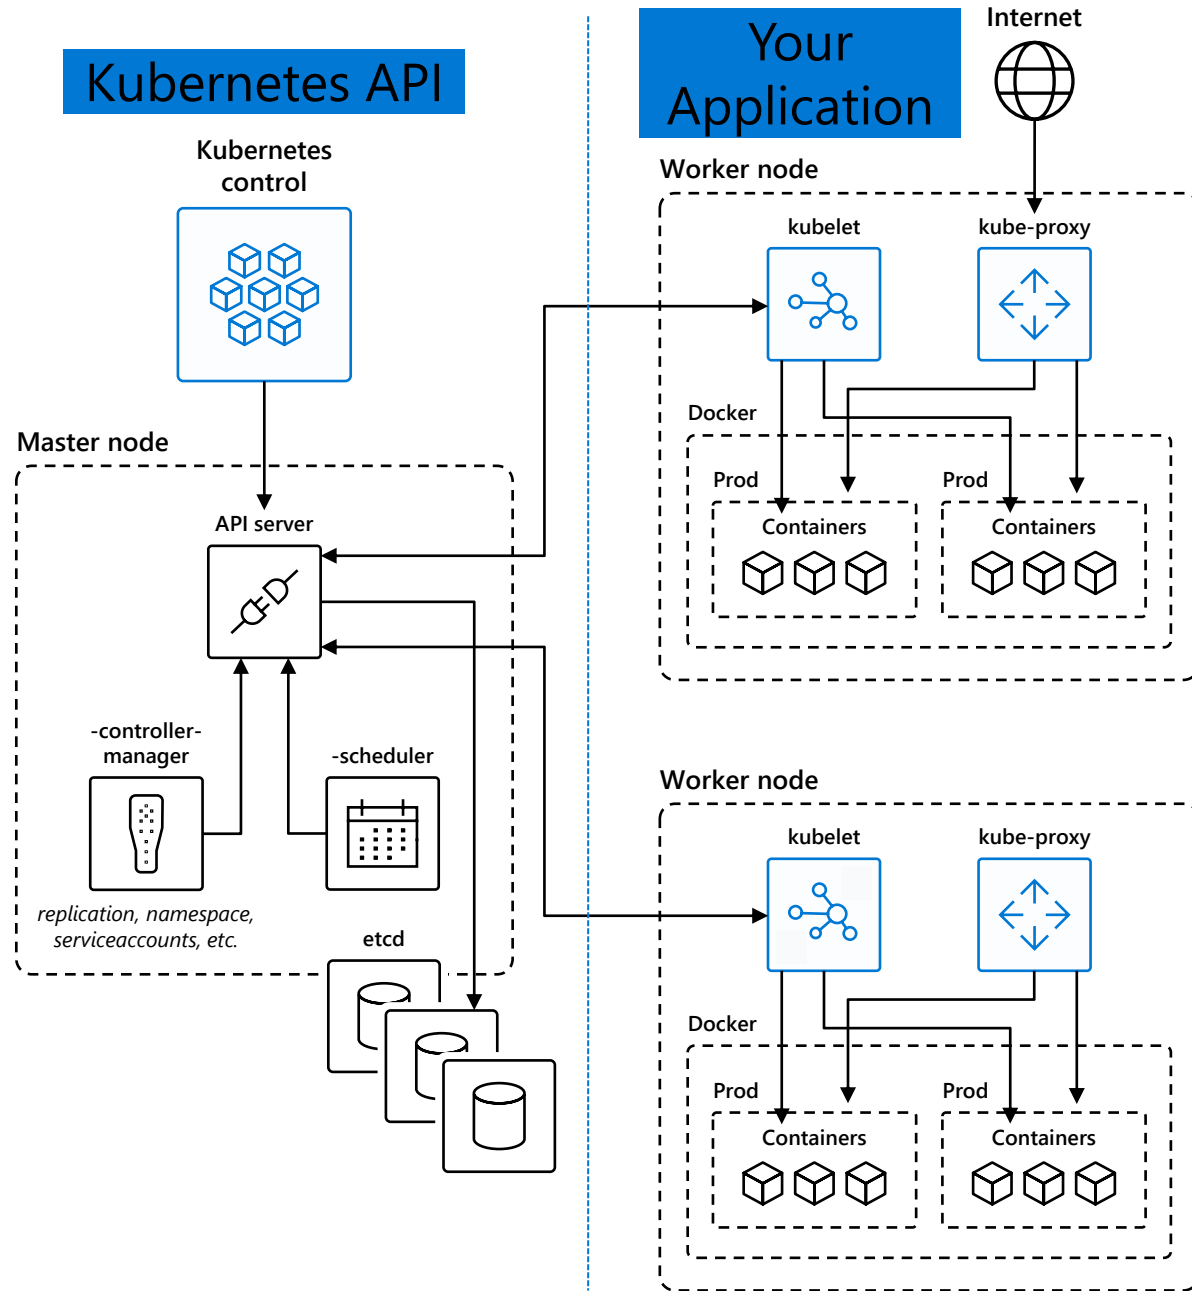 Kubernetes API
Kubernetes
control
Master node
API server
-controller-
manager
-scheduler
replication, namespace,
serviceaccounts, etc.
etcd
Your
Application
Internet
Worker node
kubelet
kube-proxy
Docker
Prod
Prod
Containers
Containers
Worker node
kubelet
kube-proxy
Docker
Prod
Prod
Containers
Containers